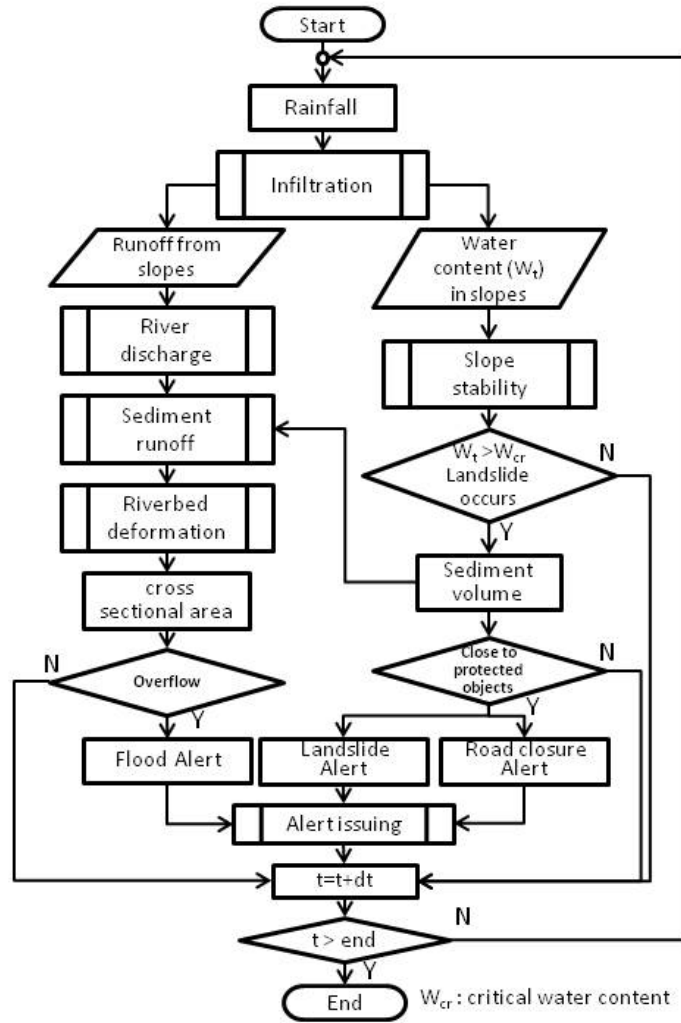 Start
Rainfall
Infiltration
Runoff from
slopes
Water
content (Wt)
in slopes
River
discharge
Slope
stability
Sediment
runoff
Wt >Wcr
Landslide
occurs
N
Y
Riverbed
deformation
Sediment
volume
cross
sectional area
Close to
protected
objects
N
Y
N
Overflow
Y
Flood Alert
Landslide
Alert
Road closure
Alert
Alert issuing
t=t+dt
t > end
N
Y
End
Wcr : critical water content